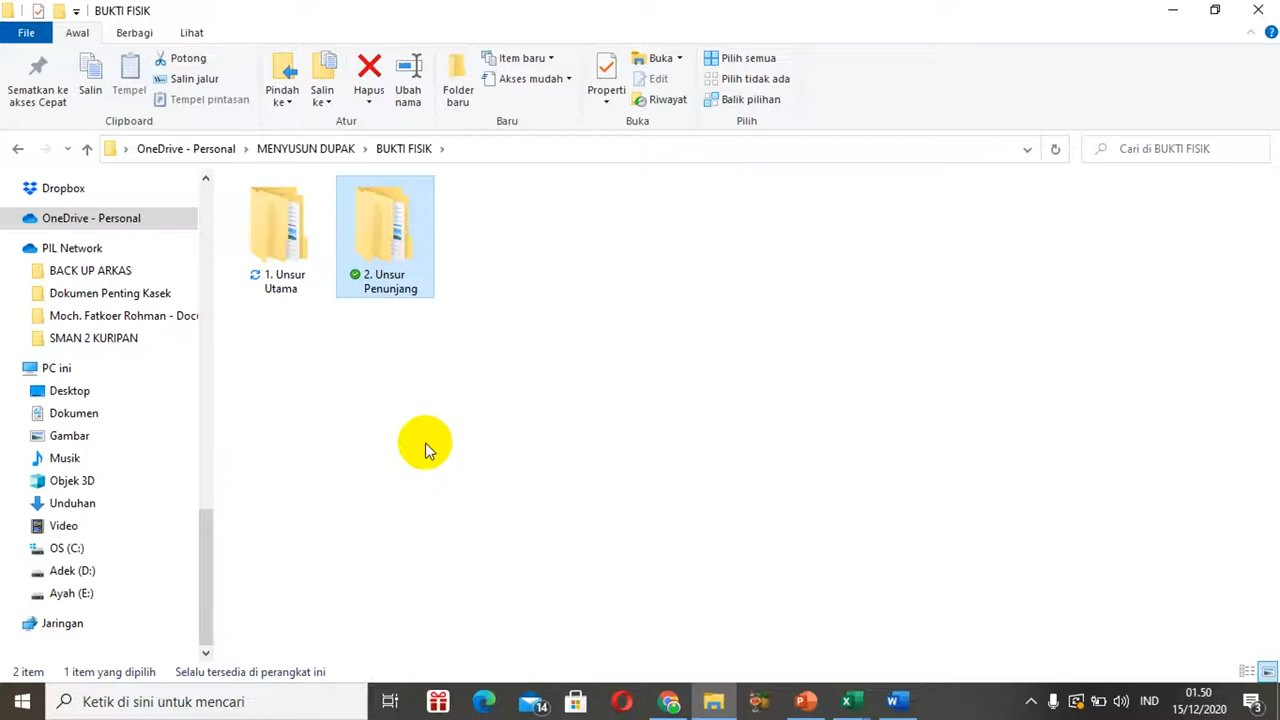 BUKTI FISIK
File
Awal
Berbagi
Lihat
Sematkan ke
akses Cepat
Salin
Tempel
Potong
Salin jalur
Tempel pintasan
Clipboard
Pindah
ke
Salin
ke
Hapus
Ubah
nama
Atur
Folder
baru
Item baru
Akses mudah
Baru
Properti
Buka
Edit
Riwayat
Buka
Pilih semua
Pilih tidak ada
Balik pilihan
Pilih
OneDrive - Personal
MENYUSUN DUPAK
BUKTI FISIK
Cari di BUKTI FISIK
Dropbox
OneDrive - Personal
PIL Network
BACK UP ARKAS
Dokumen Penting Kasek
Moch. Fatkoer Rohman - Docu
SMAN 2 KURIPAN
PC ini
Desktop
Dokumen
Gambar
Musik
Objek 3D
Unduhan
Video
OS (C:)
Adek (D:)
Ayah (E:)
Jaringan
1. Unsur
Utama
2. Unsur
Penunjang
2 item
1 item yang dipilih
Selalu tersedia di perangkat ini
Ketik di sini untuk mencari
14
IND
01.50
15/12/2020
3